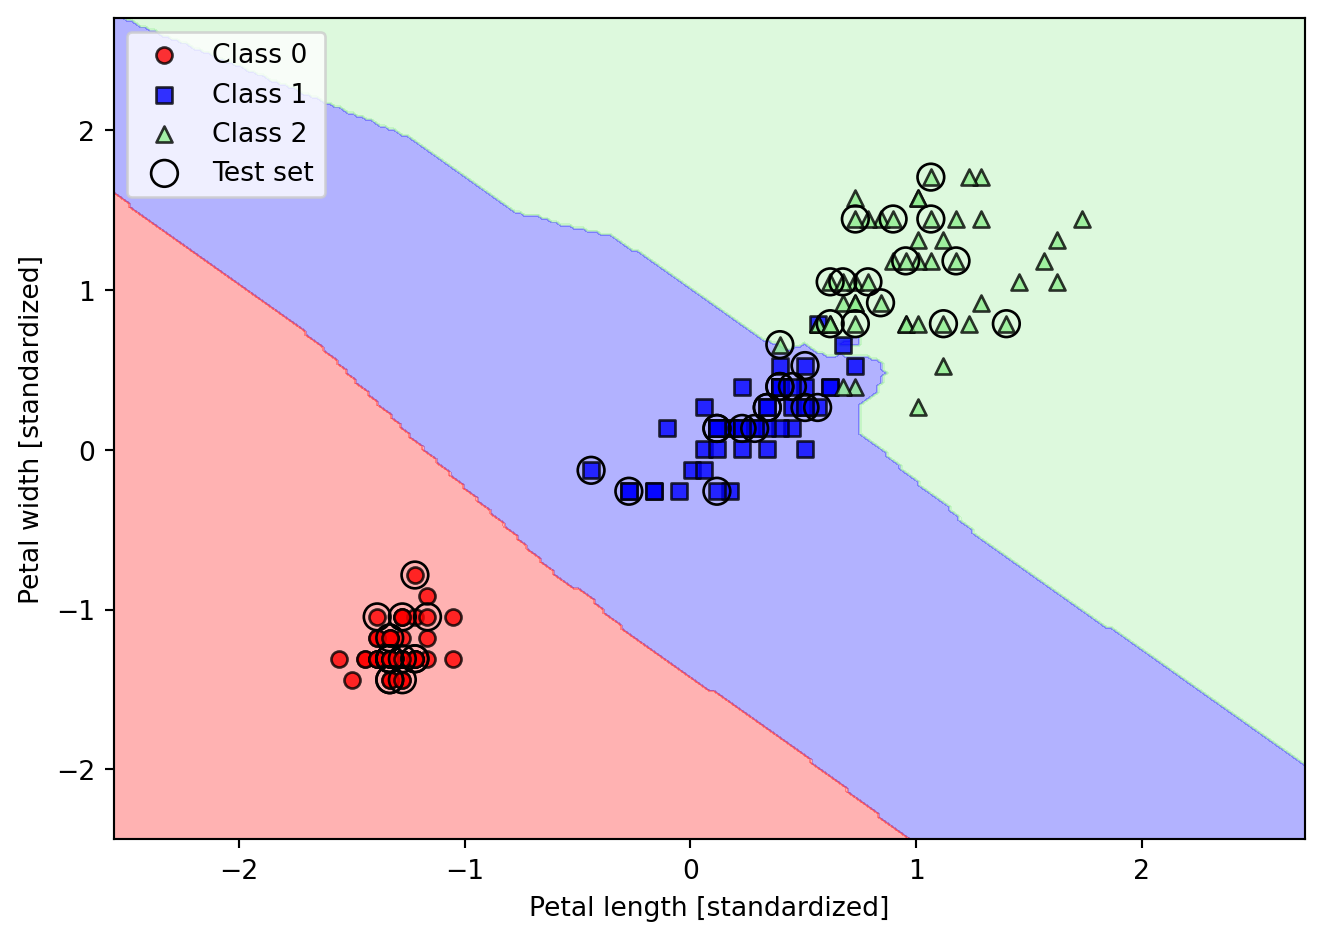 Class 0
Class 1
Class 2
Test set
2
1
0
−1
−2
Petal width [standardized]
−2
−1
0
1
2
Petal length [standardized]